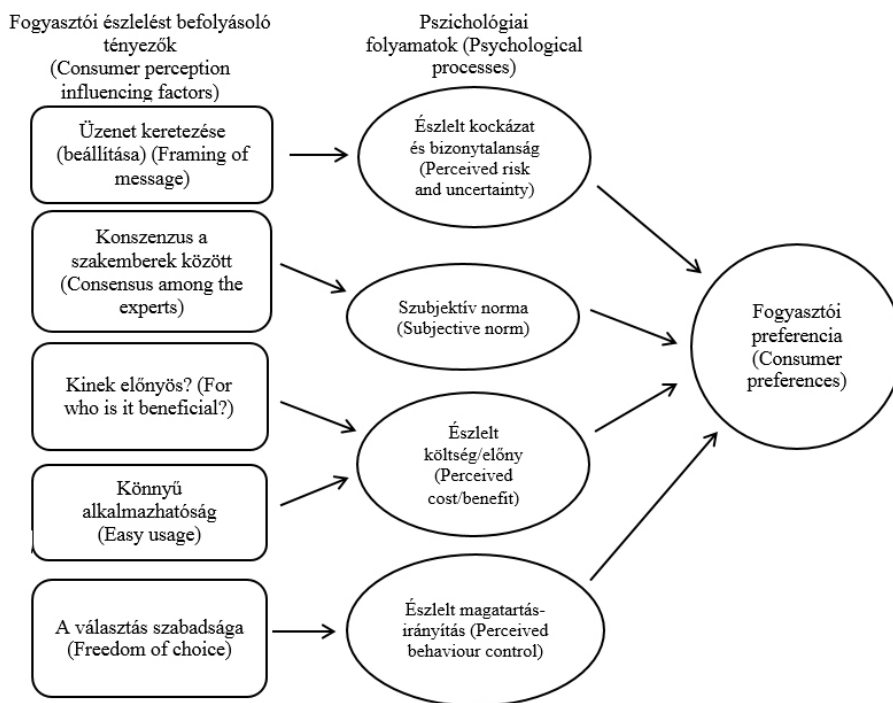 Fogyasztói észlelést befolyásoló
tényezők
(Consumer perception
influencing factors)
Pszichológiai
folyamatok (Psychological
processes)
Üzenet keretezése
(beállítása) (Framing of
message)
Észlelt kockázat
és bizonytalanság
(Perceived risk
and uncertainty)
Konszenzus a
szakemberek között
(Consensus among the
experts)
Szubjektív norma
(Subjective norm)
Fogyasztói
preferencia
(Consumer
preferences)
Kinek előnyös? (For
who is it beneficial?)
Észlelt
költség/előny
(Perceived
cost/benefit)
Könnyű
alkalmazhatóság
(Easy usage)
A választás szabadsága
(Freedom of choice)
Észlelt magatartás-
irányítás (Perceived
behaviour control)